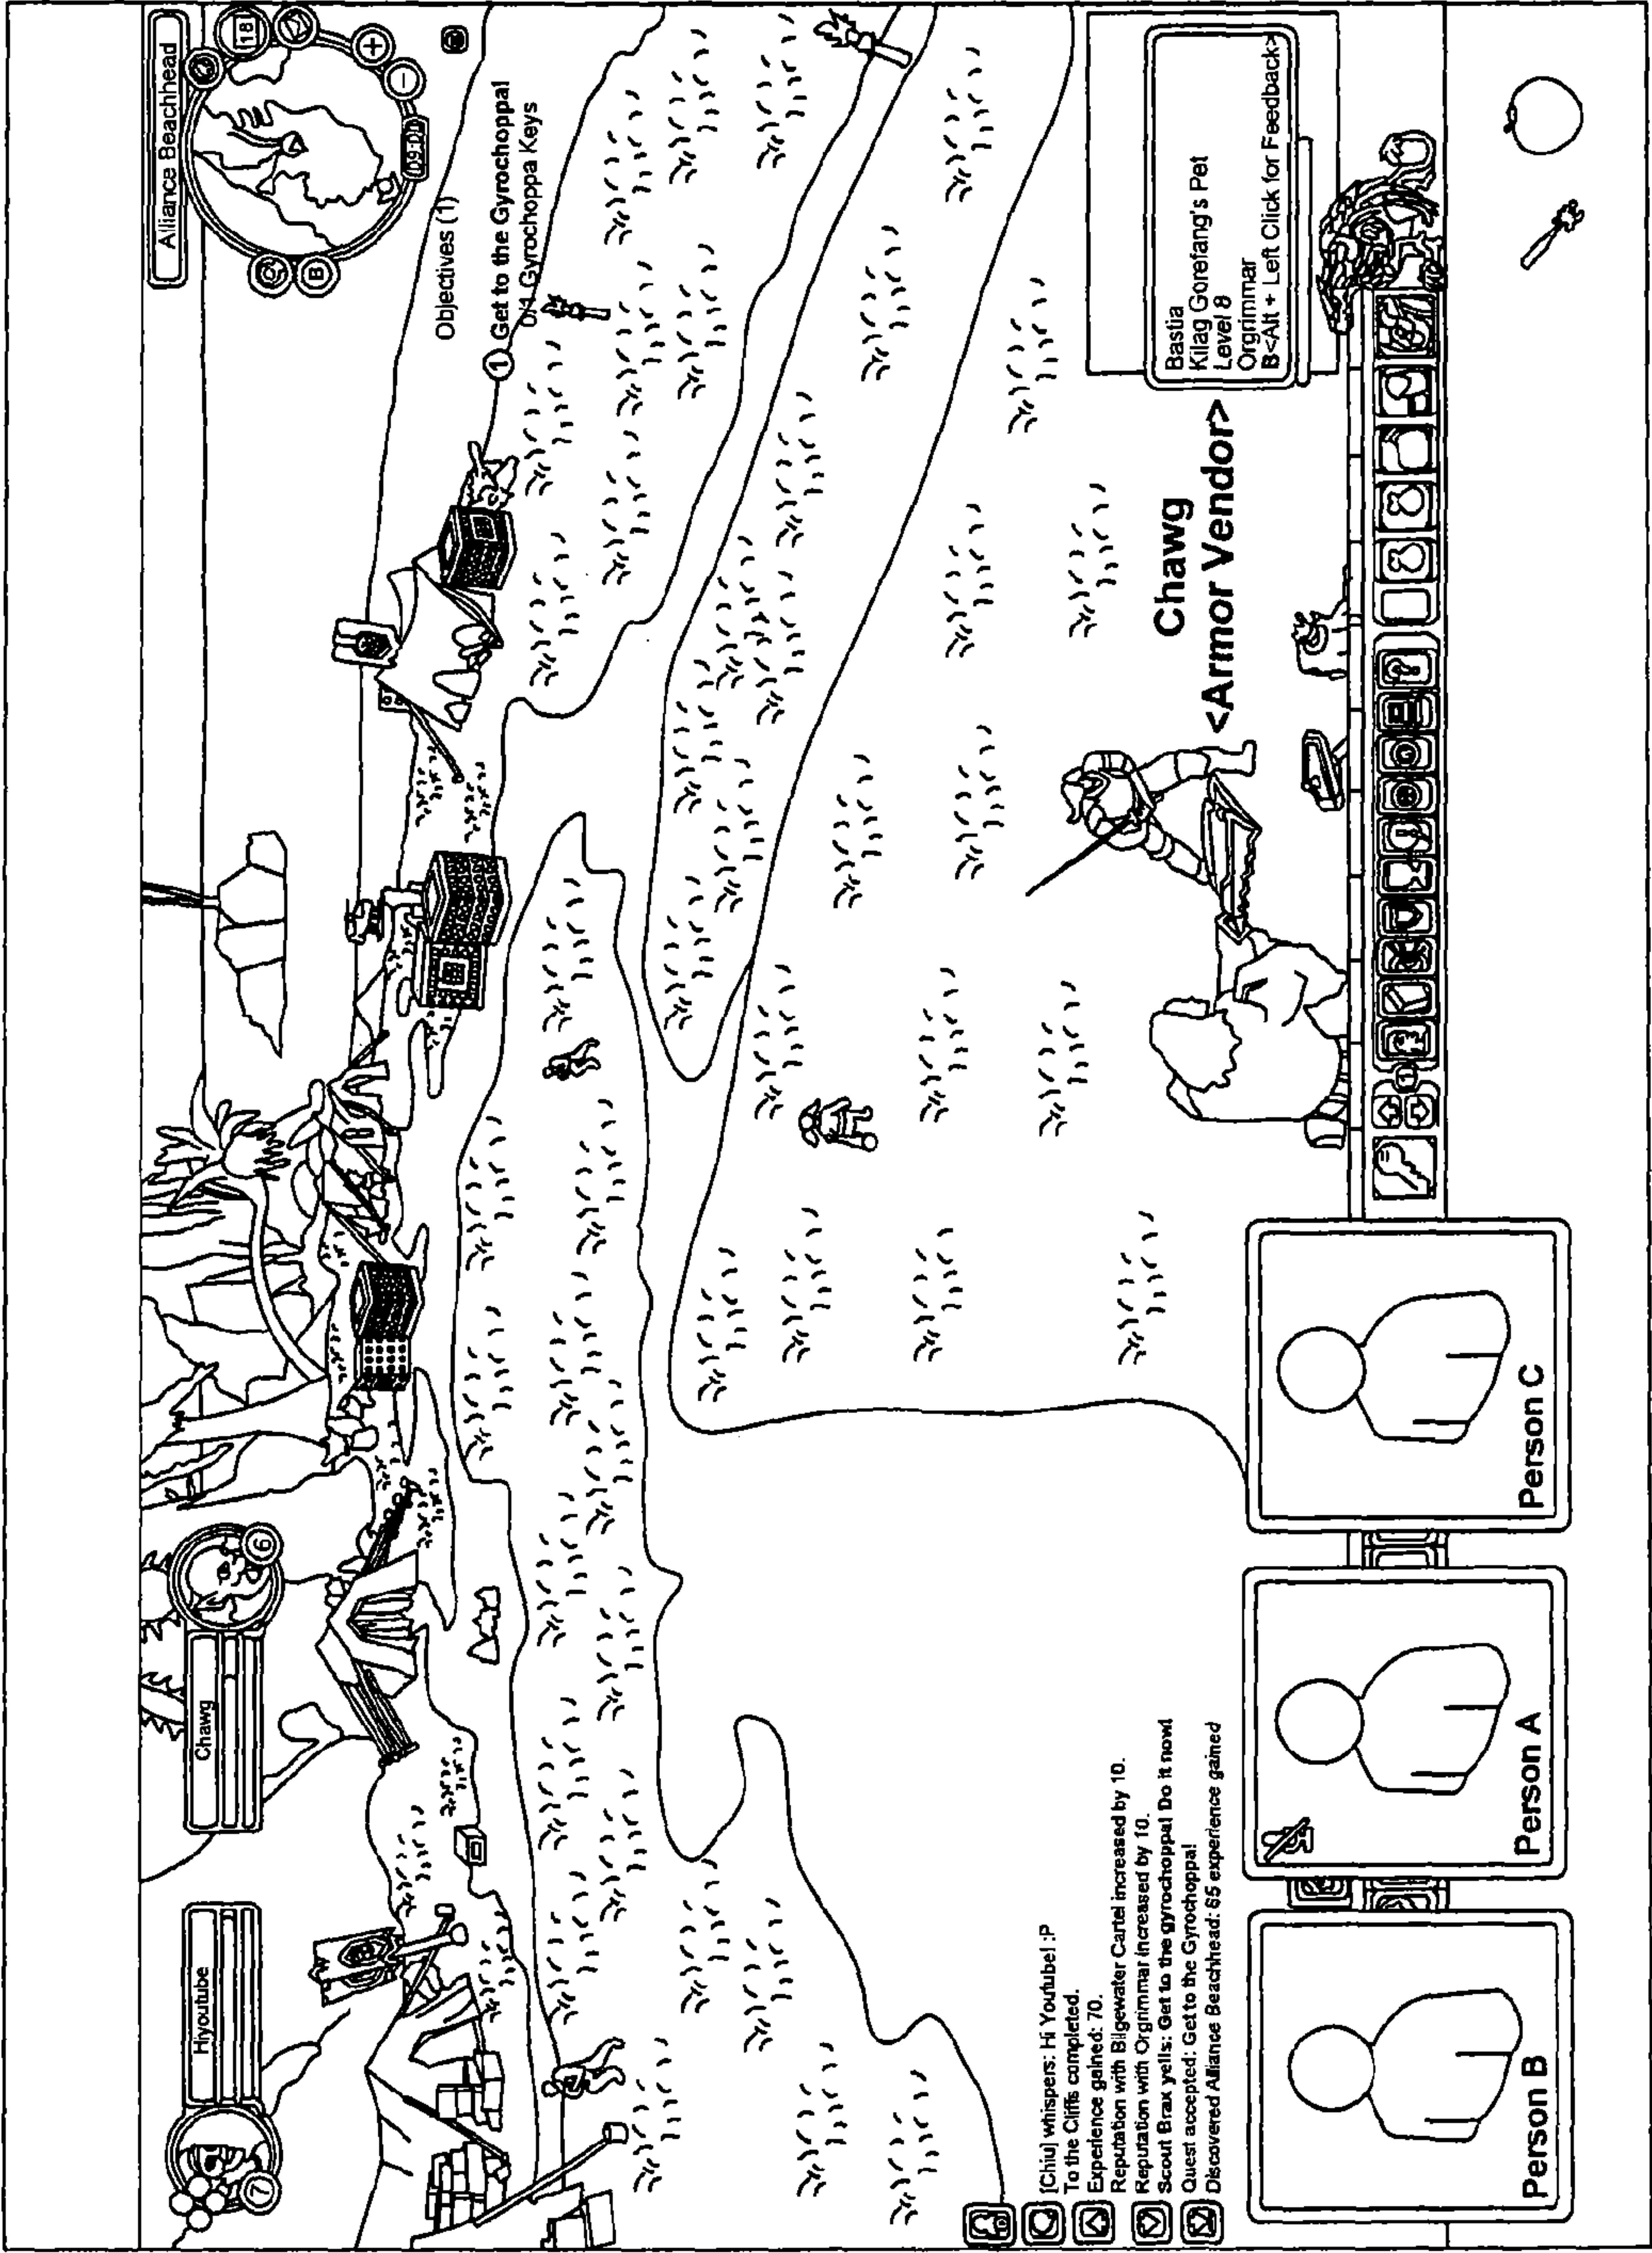 Hiyoutube
7
Chawg
6
Alliance Beachhead
18
+
-
B
09:00
Objectives (1)
1 Get to the Gyrochoppa!
0/1 Gyrochoppa Keys
[Chiu] whispers: Hi Youtube! :P
To the Cliffs completed.
Experience gained: 70.
Reputation with Bilgewater Cartel increased by 10.
Reputation with Orgrimmar increased by 10.
Scout Brax yells: Get to the gyrochoppa! Do it now!
Quest accepted: Get to the Gyrochoppa!
Discovered Alliance Beachhead: 65 experience gained
Chawg
<Armor Vendor>
Bastia
Kilag Gorefang's Pet
Level 8
Orgrimmar
B<Alt + Left Click for Feedback>
1
?
Person B
Person A
Person C